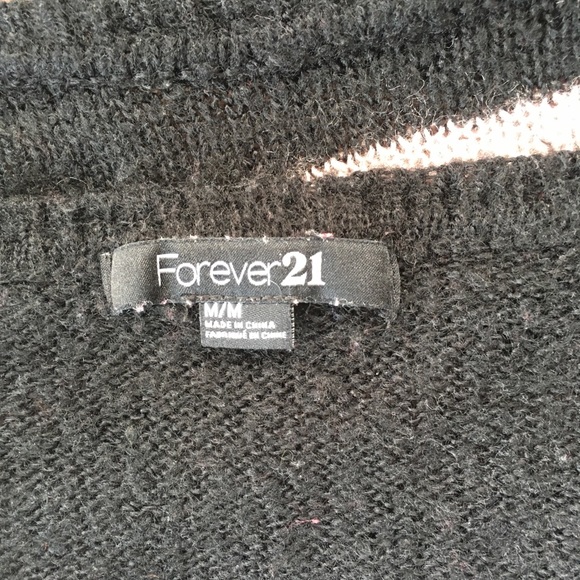 Forever21
M/M
MADE IN CHINA
FABRIQUÉ EN CHINE